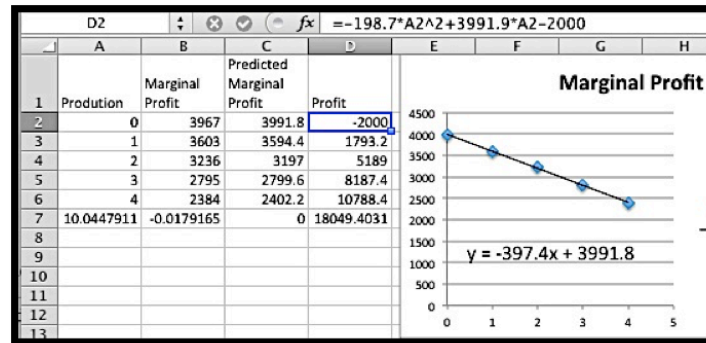 D2 fx =-198.7*A2^2+3991.9*A2-2000
A B C D E F G H
1 Prodution Marginal Profit Predicted Marginal Profit Profit
2 0 3967 3991.8 -2000
3 1 3603 3594.4 1793.2
4 2 3236 3197 5189
5 3 2795 2799.6 8187.4
6 4 2384 2402.2 10788.4
7 10.0447911 -0.0179165 0 18049.4031
8
9
10
11
12
13
Marginal Profit
4500
4000
3500
3000
2500
2000
1500
1000
500
0
y = -397.4x + 3991.8
0 1 2 3 4 5